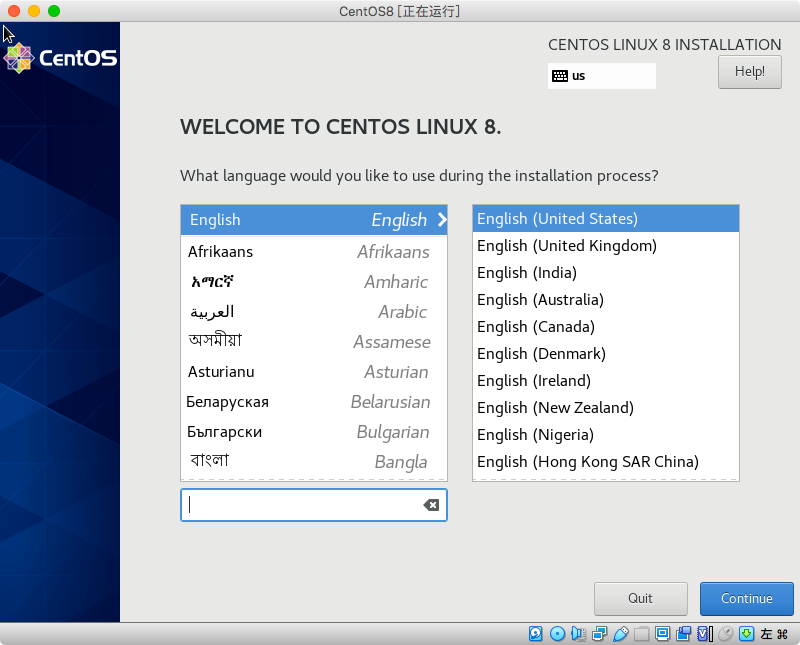 CentOS8 [正在运行]
CentOS
CENTOS LINUX 8 INSTALLATION
us
Help!
WELCOME TO CENTOS LINUX 8.
What language would you like to use during the installation process?
English English
Afrikaans Afrikaans
አማርኛ Amharic
العربية Arabic
অসমীয়া Assamese
Asturianu Asturian
Беларуская Belarusian
Български Bulgarian
বাংলা Bangla
English (United States)
English (United Kingdom)
English (India)
English (Australia)
English (Canada)
English (Denmark)
English (Ireland)
English (New Zealand)
English (Nigeria)
English (Hong Kong SAR China)
Quit
Continue
左 ⌘